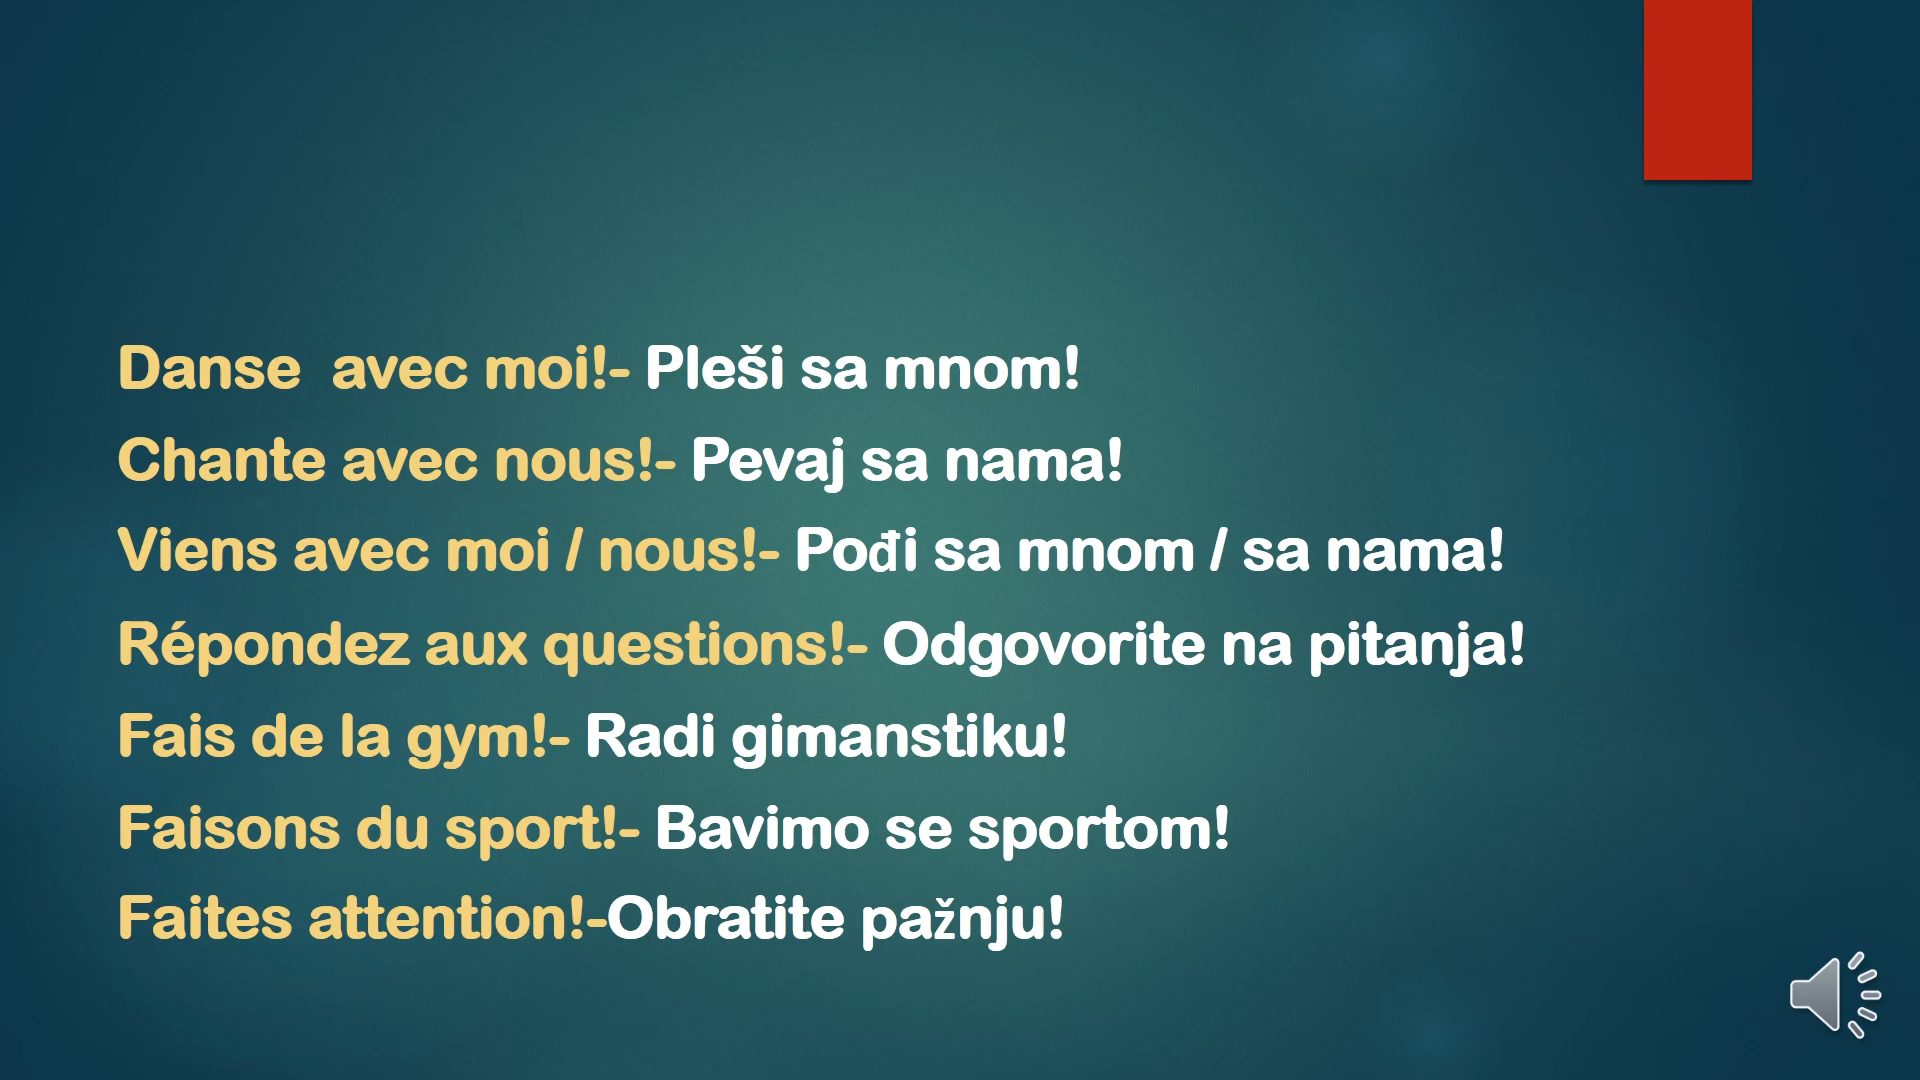 Danse  avec moi!- Pleši sa mnom!
Chante avec nous!- Pevaj sa nama!
Viens avec moi / nous!- Pođi sa mnom / sa nama!
Répondez aux questions!- Odgovorite na pitanja!
Fais de la gym!- Radi gimanstiku!
Faisons du sport!- Bavimo se sportom!
Faites attention!-Obratite pažnju!